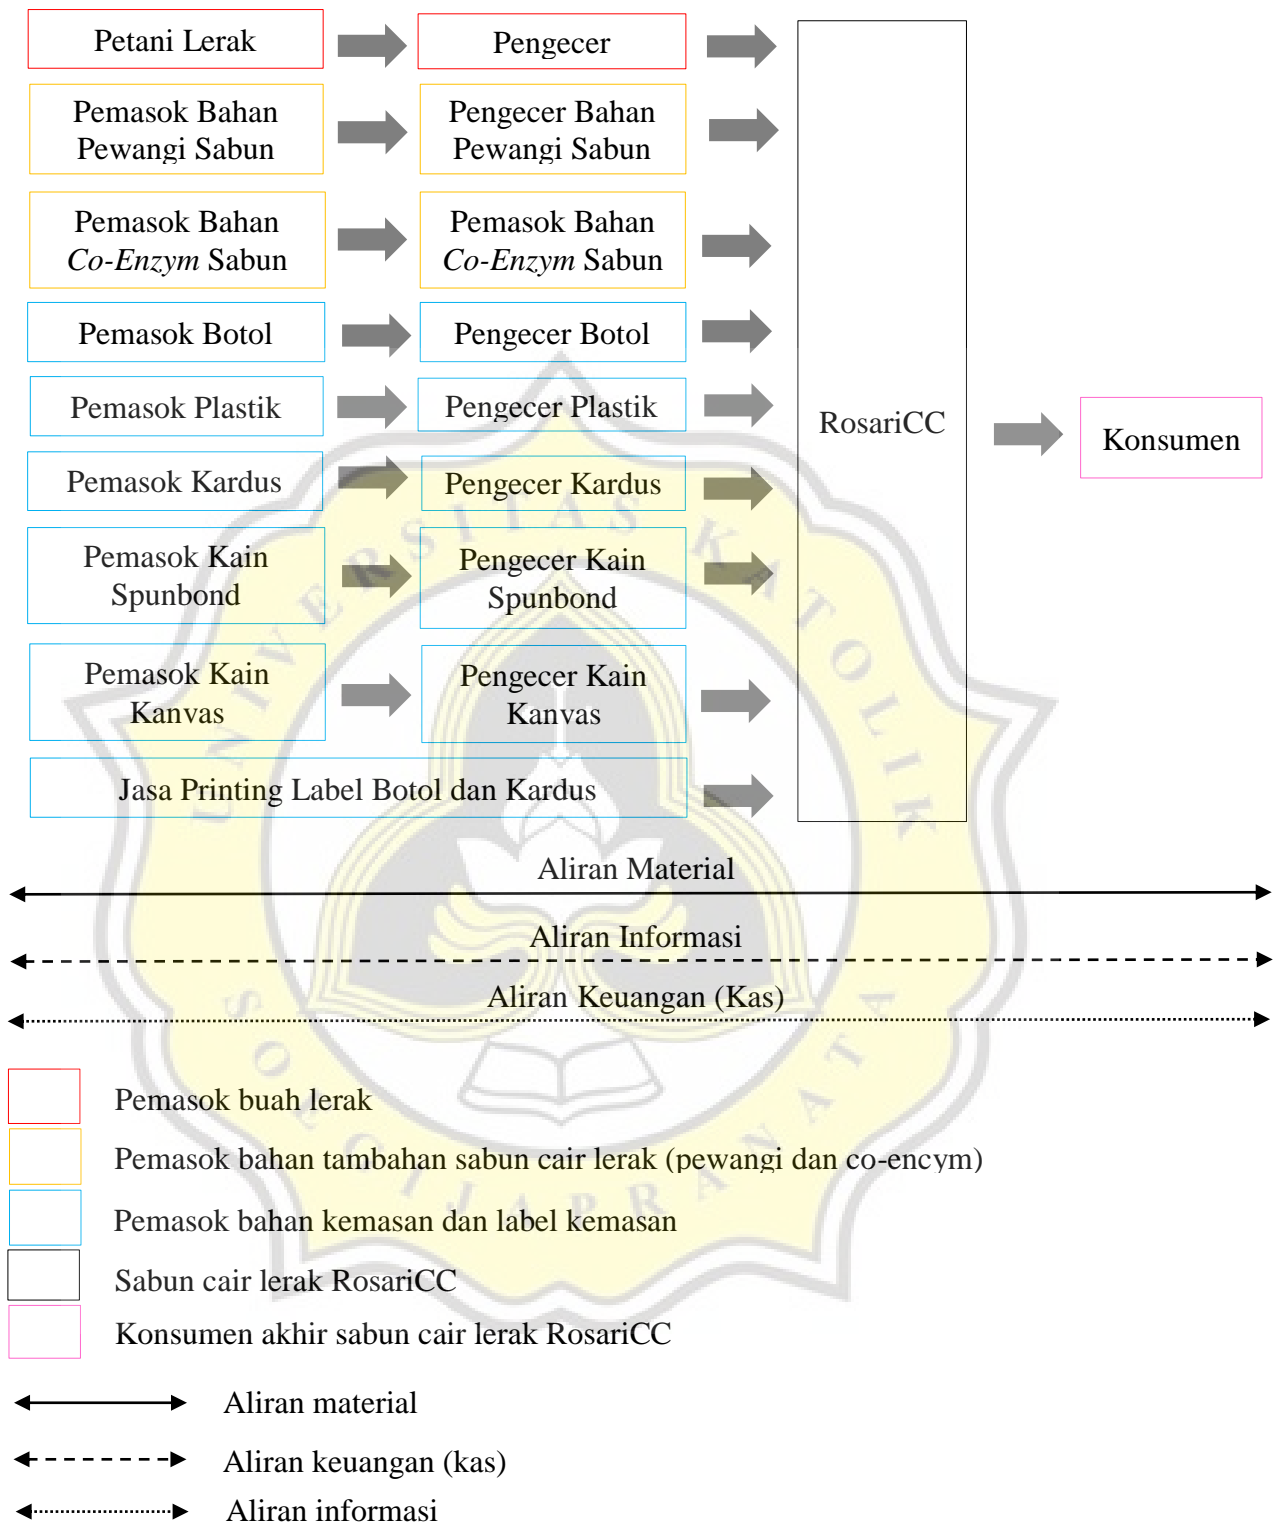 Petani Lerak
Pengecer
Pemasok Bahan
Pewangi Sabun
Pengecer Bahan
Pewangi Sabun
Pemasok Bahan
Co-Enzym Sabun
Pemasok Bahan
Co-Enzym Sabun
Pemasok Botol
Pengecer Botol
Pemasok Plastik
Pengecer Plastik
Pemasok Kardus
Pengecer Kardus
Pemasok Kain
Spunbond
Pengecer Kain
Spunbond
Pemasok Kain
Kanvas
Pengecer Kain
Kanvas
Jasa Printing Label Botol dan Kardus
RosariCC
Konsumen
Aliran Material
Aliran Informasi
Aliran Keuangan (Kas)
Pemasok buah lerak
Pemasok bahan tambahan sabun cair lerak (pewangi dan co-encym)
Pemasok bahan kemasan dan label kemasan
Sabun cair lerak RosariCC
Konsumen akhir sabun cair lerak RosariCC
Aliran material
Aliran keuangan (kas)
Aliran informasi
UNIVERSITAS KATOLIK
SOEGIJAPRANATA